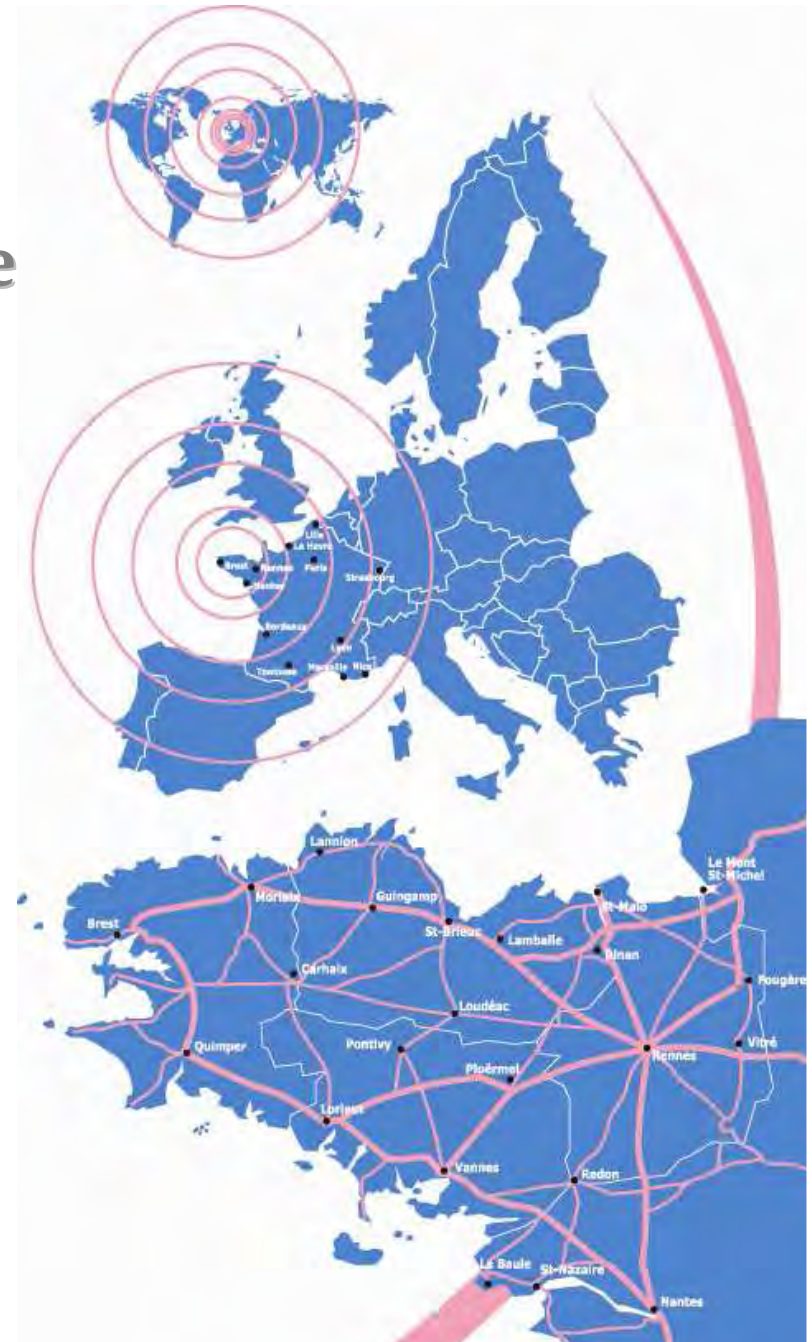 e
Lille
Le Havre
Brest
Rennes
Paris
Strasbourg
Nantes
Bordeaux
Lyon
Toulouse
Marseille
Nice
Lannion
Le Mont
St-Michel
Morlaix
Guingamp
St-Malo
Brest
St-Brieuc
Lamballe
Dinan
Carhaix
Fougère
Loudéac
Quimper
Pontivy
Vitré
Rennes
Ploërmel
Lorient
Vannes
Redon
La Baule
St-Nazaire
Nantes